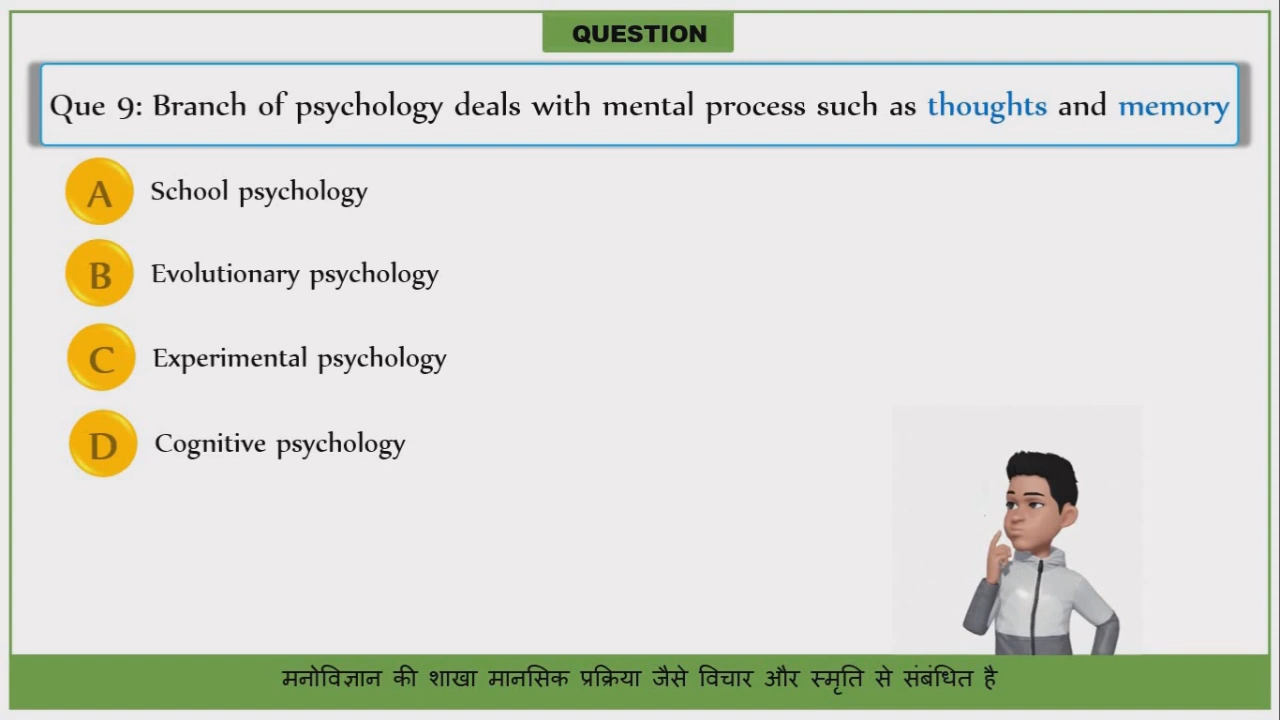 QUESTION
Que 9: Branch of psychology deals with mental process such as thoughts and memory
A School psychology
B Evolutionary psychology
C Experimental psychology
D Cognitive psychology
मनोविज्ञान की शाखा मानसिक प्रक्रिया जैसे विचार और स्मृति से संबंधित है